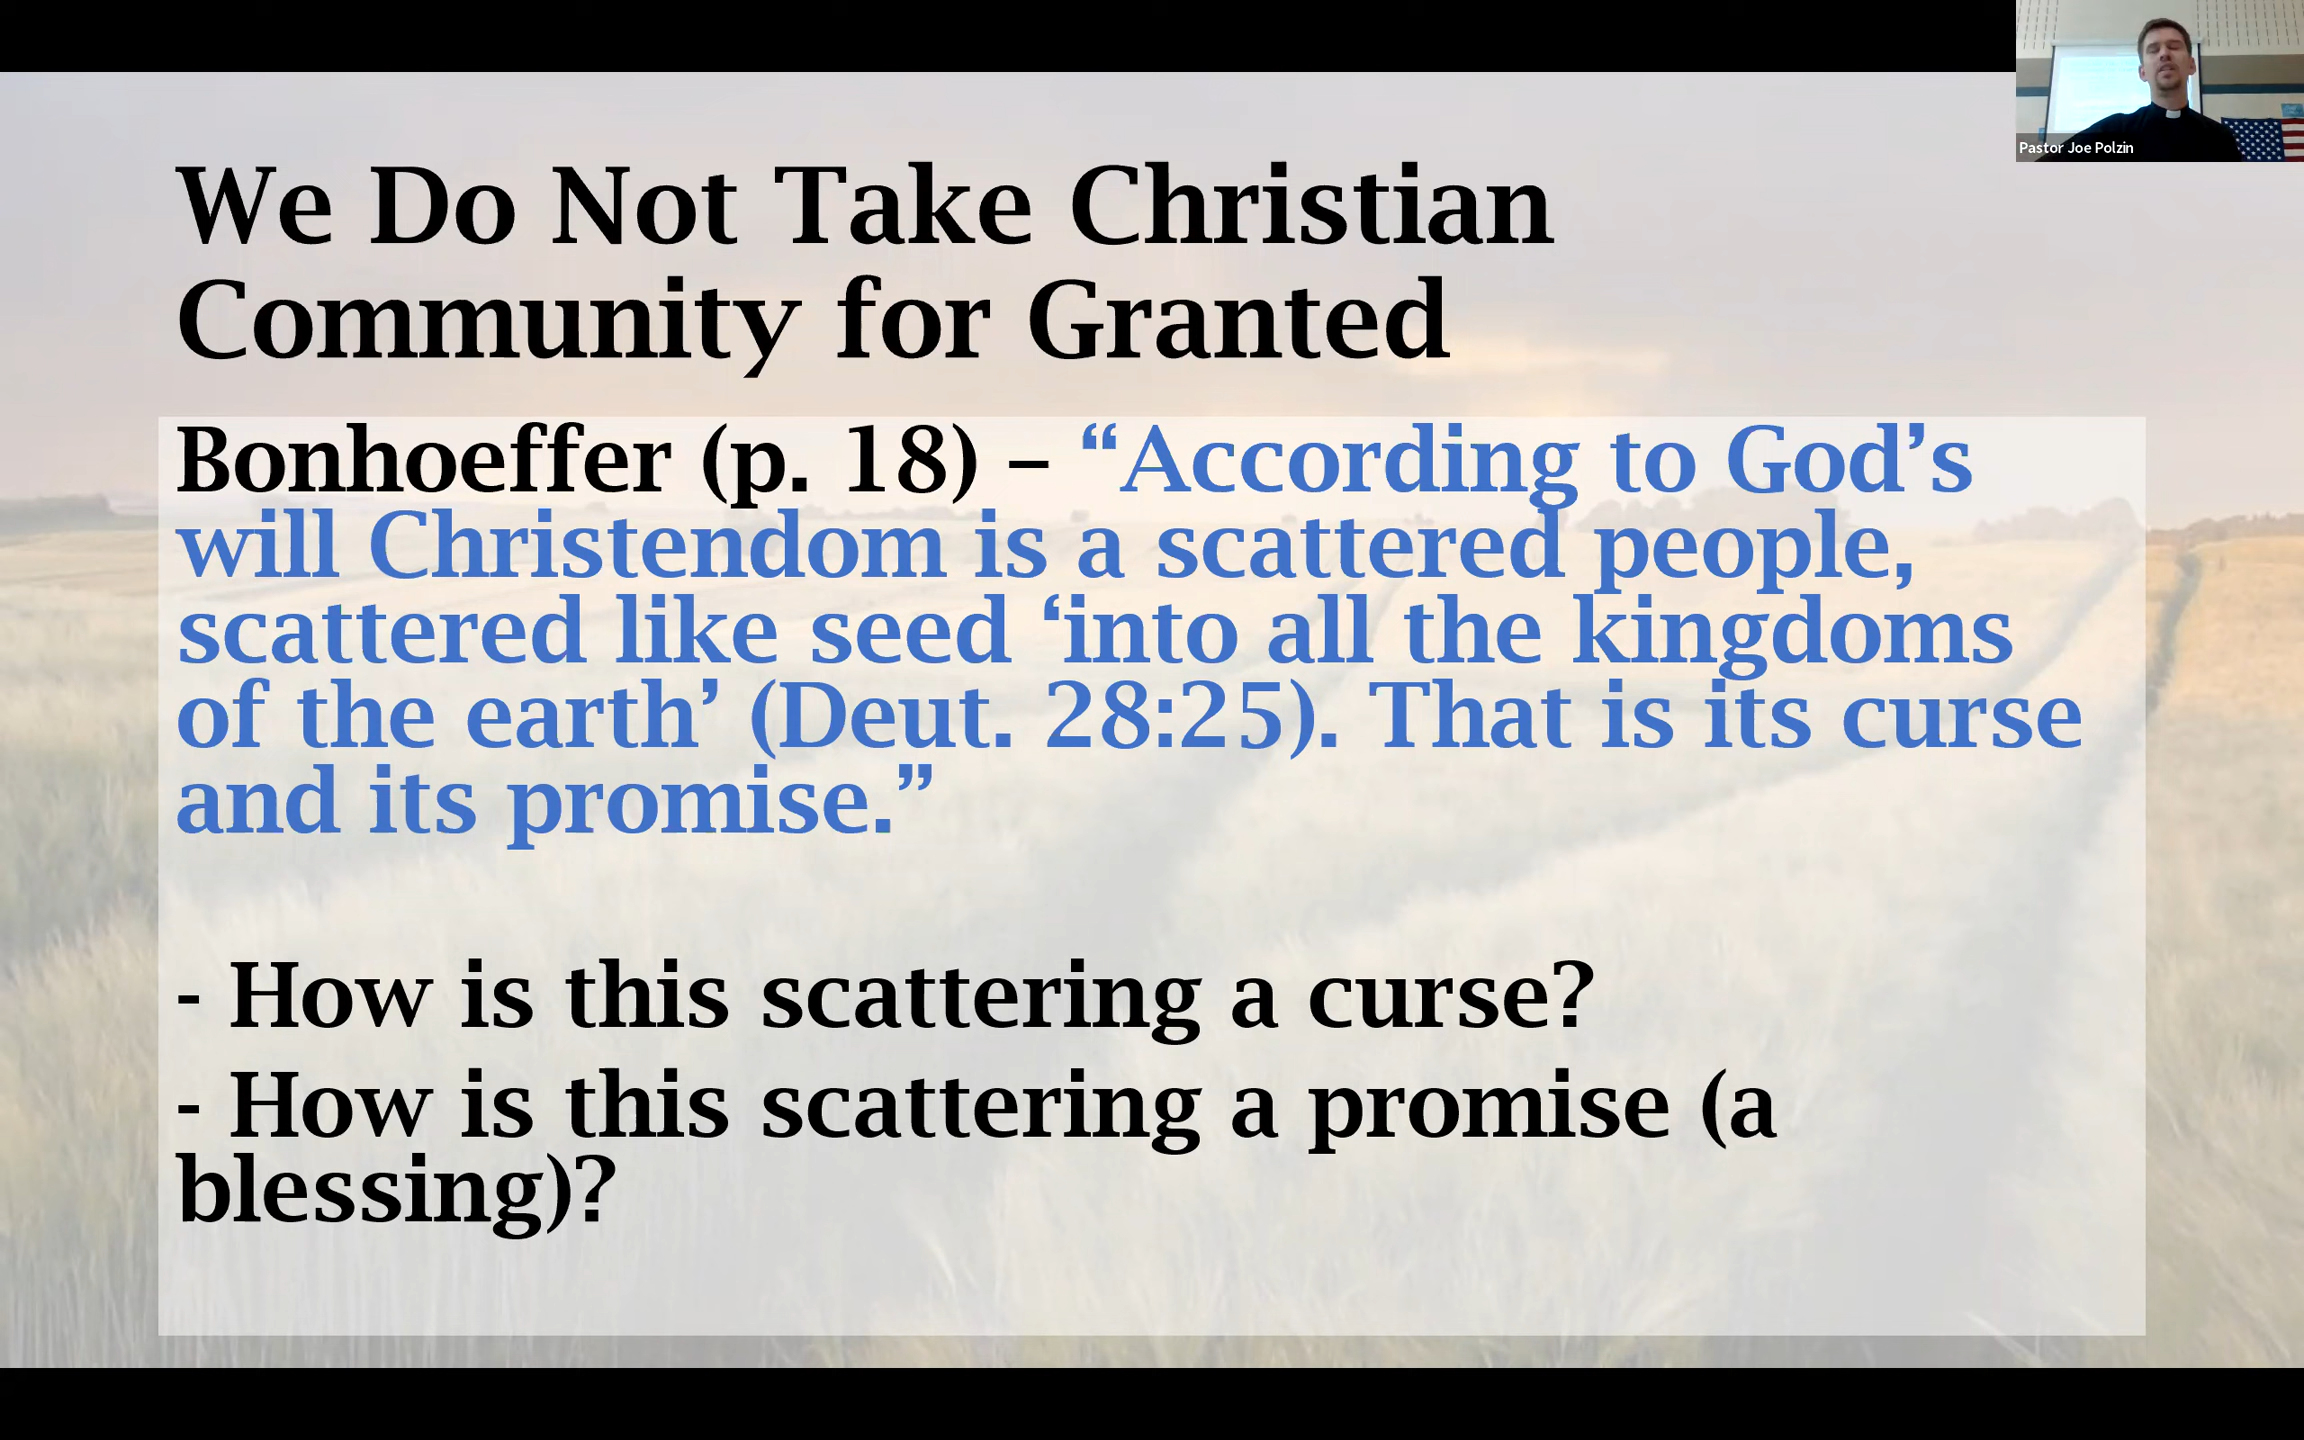 Pastor Joe Polzin
We Do Not Take Christian
Community for Granted
Bonhoeffer (p. 18) – “According to God’s
will Christendom is a scattered people,
scattered like seed ‘into all the kingdoms
of the earth’ (Deut. 28:25). That is its curse
and its promise.”
- How is this scattering a curse?
- How is this scattering a promise (a
blessing)?